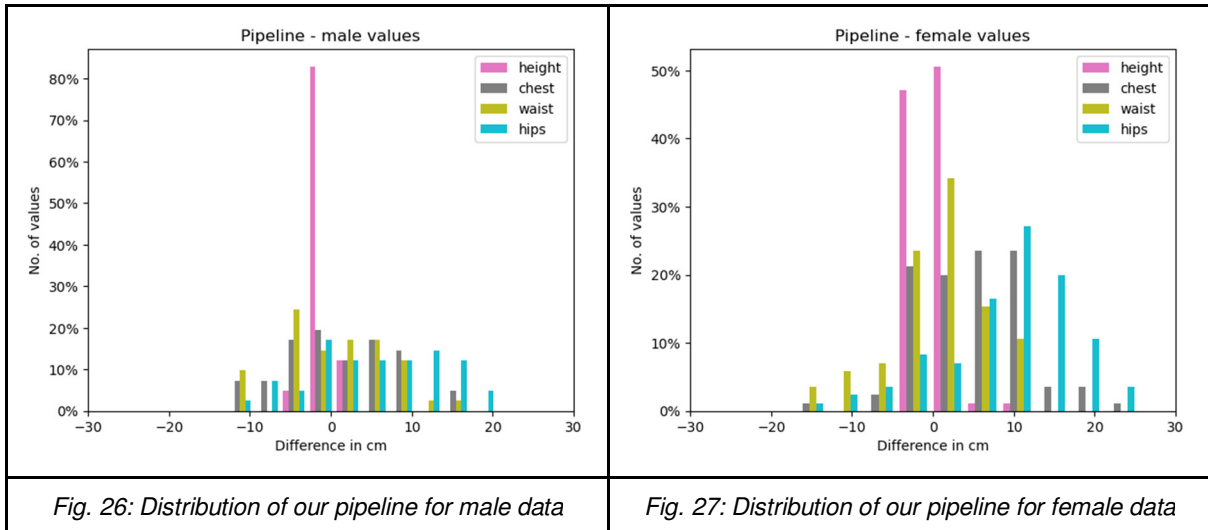 Pipeline - male values
No. of values
80%
70%
60%
50%
40%
30%
20%
10%
0%
height
chest
waist
hips
−30 −20 −10 0 10 20 30
Difference in cm
Fig. 26: Distribution of our pipeline for male data
Pipeline - female values
No. of values
50%
40%
30%
20%
10%
0%
height
chest
waist
hips
−30 −20 −10 0 10 20 30
Difference in cm
Fig. 27: Distribution of our pipeline for female data